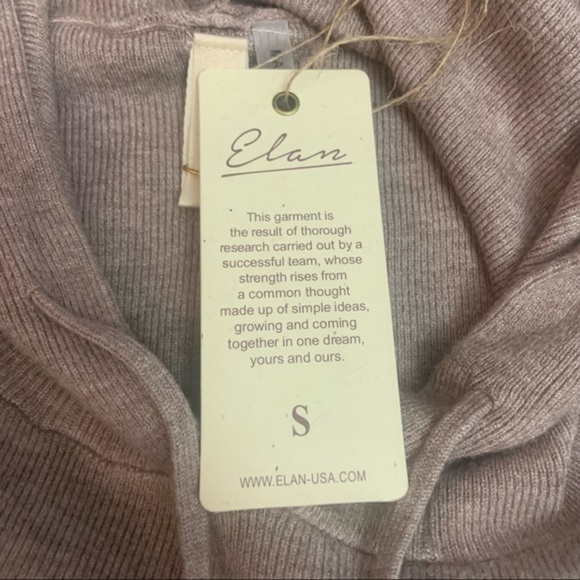 Elan
This garment is
the result of thorough
research carried out by a
successful team, whose
strength rises from
a common thought
made up of simple ideas,
growing and coming
together in one dream,
yours and ours.
S
WWW.ELAN-USA.COM